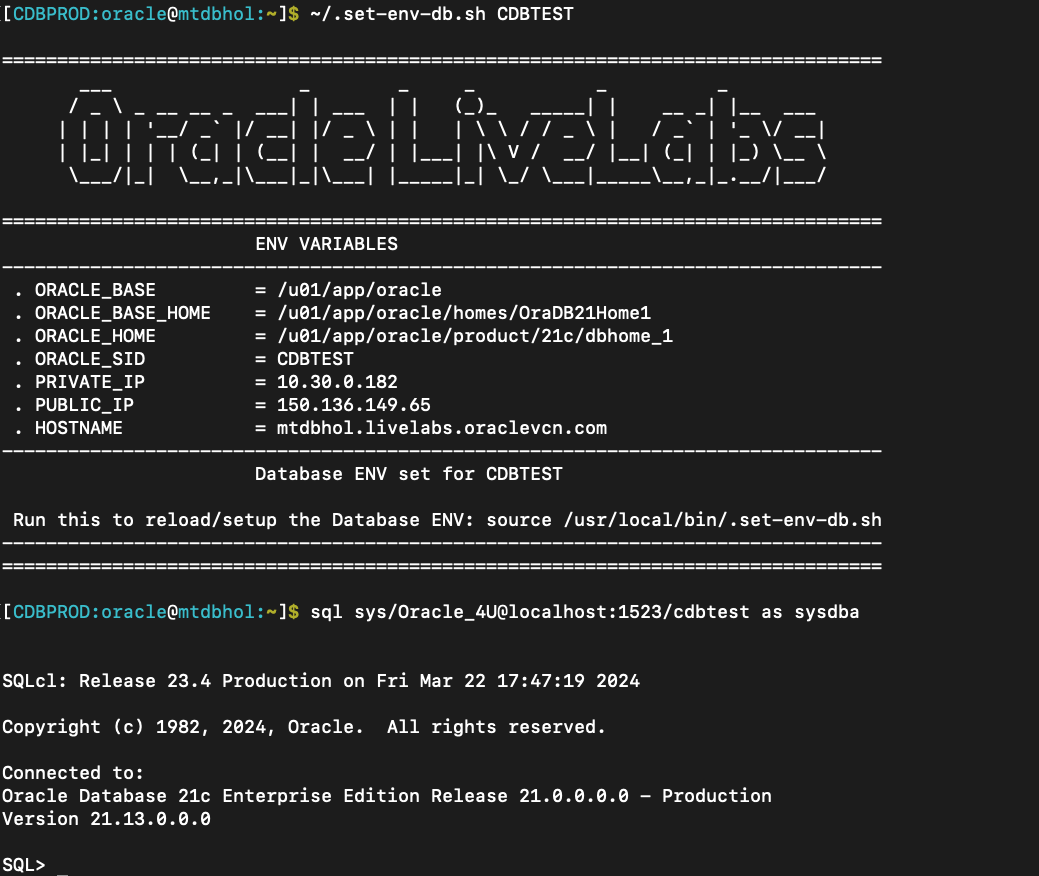 [CDBPROD:oracle@mtdbhol:~]$ ~/.set-env-db.sh CDBTEST
================================================================================
Oracle LiveLabs
================================================================================
ENV VARIABLES
--------------------------------------------------------------------------------
. ORACLE_BASE = /u01/app/oracle
. ORACLE_BASE_HOME = /u01/app/oracle/homes/OraDB21Home1
. ORACLE_HOME = /u01/app/oracle/product/21c/dbhome_1
. ORACLE_SID = CDBTEST
. PRIVATE_IP = 10.30.0.182
. PUBLIC_IP = 150.136.149.65
. HOSTNAME = mtdbhol.livelabs.oraclevcn.com
--------------------------------------------------------------------------------
Database ENV set for CDBTEST
Run this to reload/setup the Database ENV: source /usr/local/bin/.set-env-db.sh
--------------------------------------------------------------------------------
================================================================================
[CDBPROD:oracle@mtdbhol:~]$ sql sys/Oracle_4U@localhost:1523/cdbtest as sysdba
SQLcl: Release 23.4 Production on Fri Mar 22 17:47:19 2024
Copyright (c) 1982, 2024, Oracle.  All rights reserved.
Connected to:
Oracle Database 21c Enterprise Edition Release 21.0.0.0.0 - Production
Version 21.13.0.0.0
SQL> _